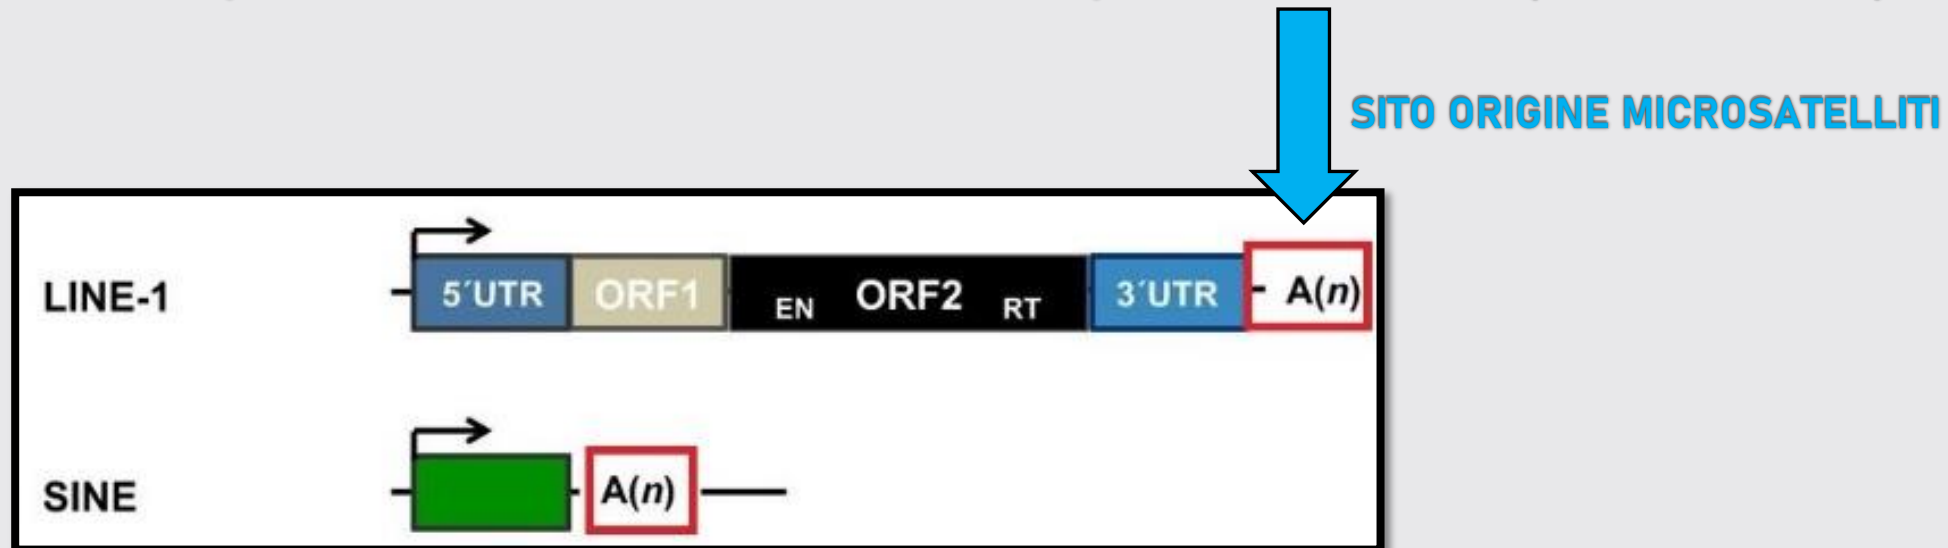 SITO ORIGINE MICROSATELLITI
LINE-1 5´UTR ORF1 EN ORF2 RT 3´UTR A(n)
SINE A(n)